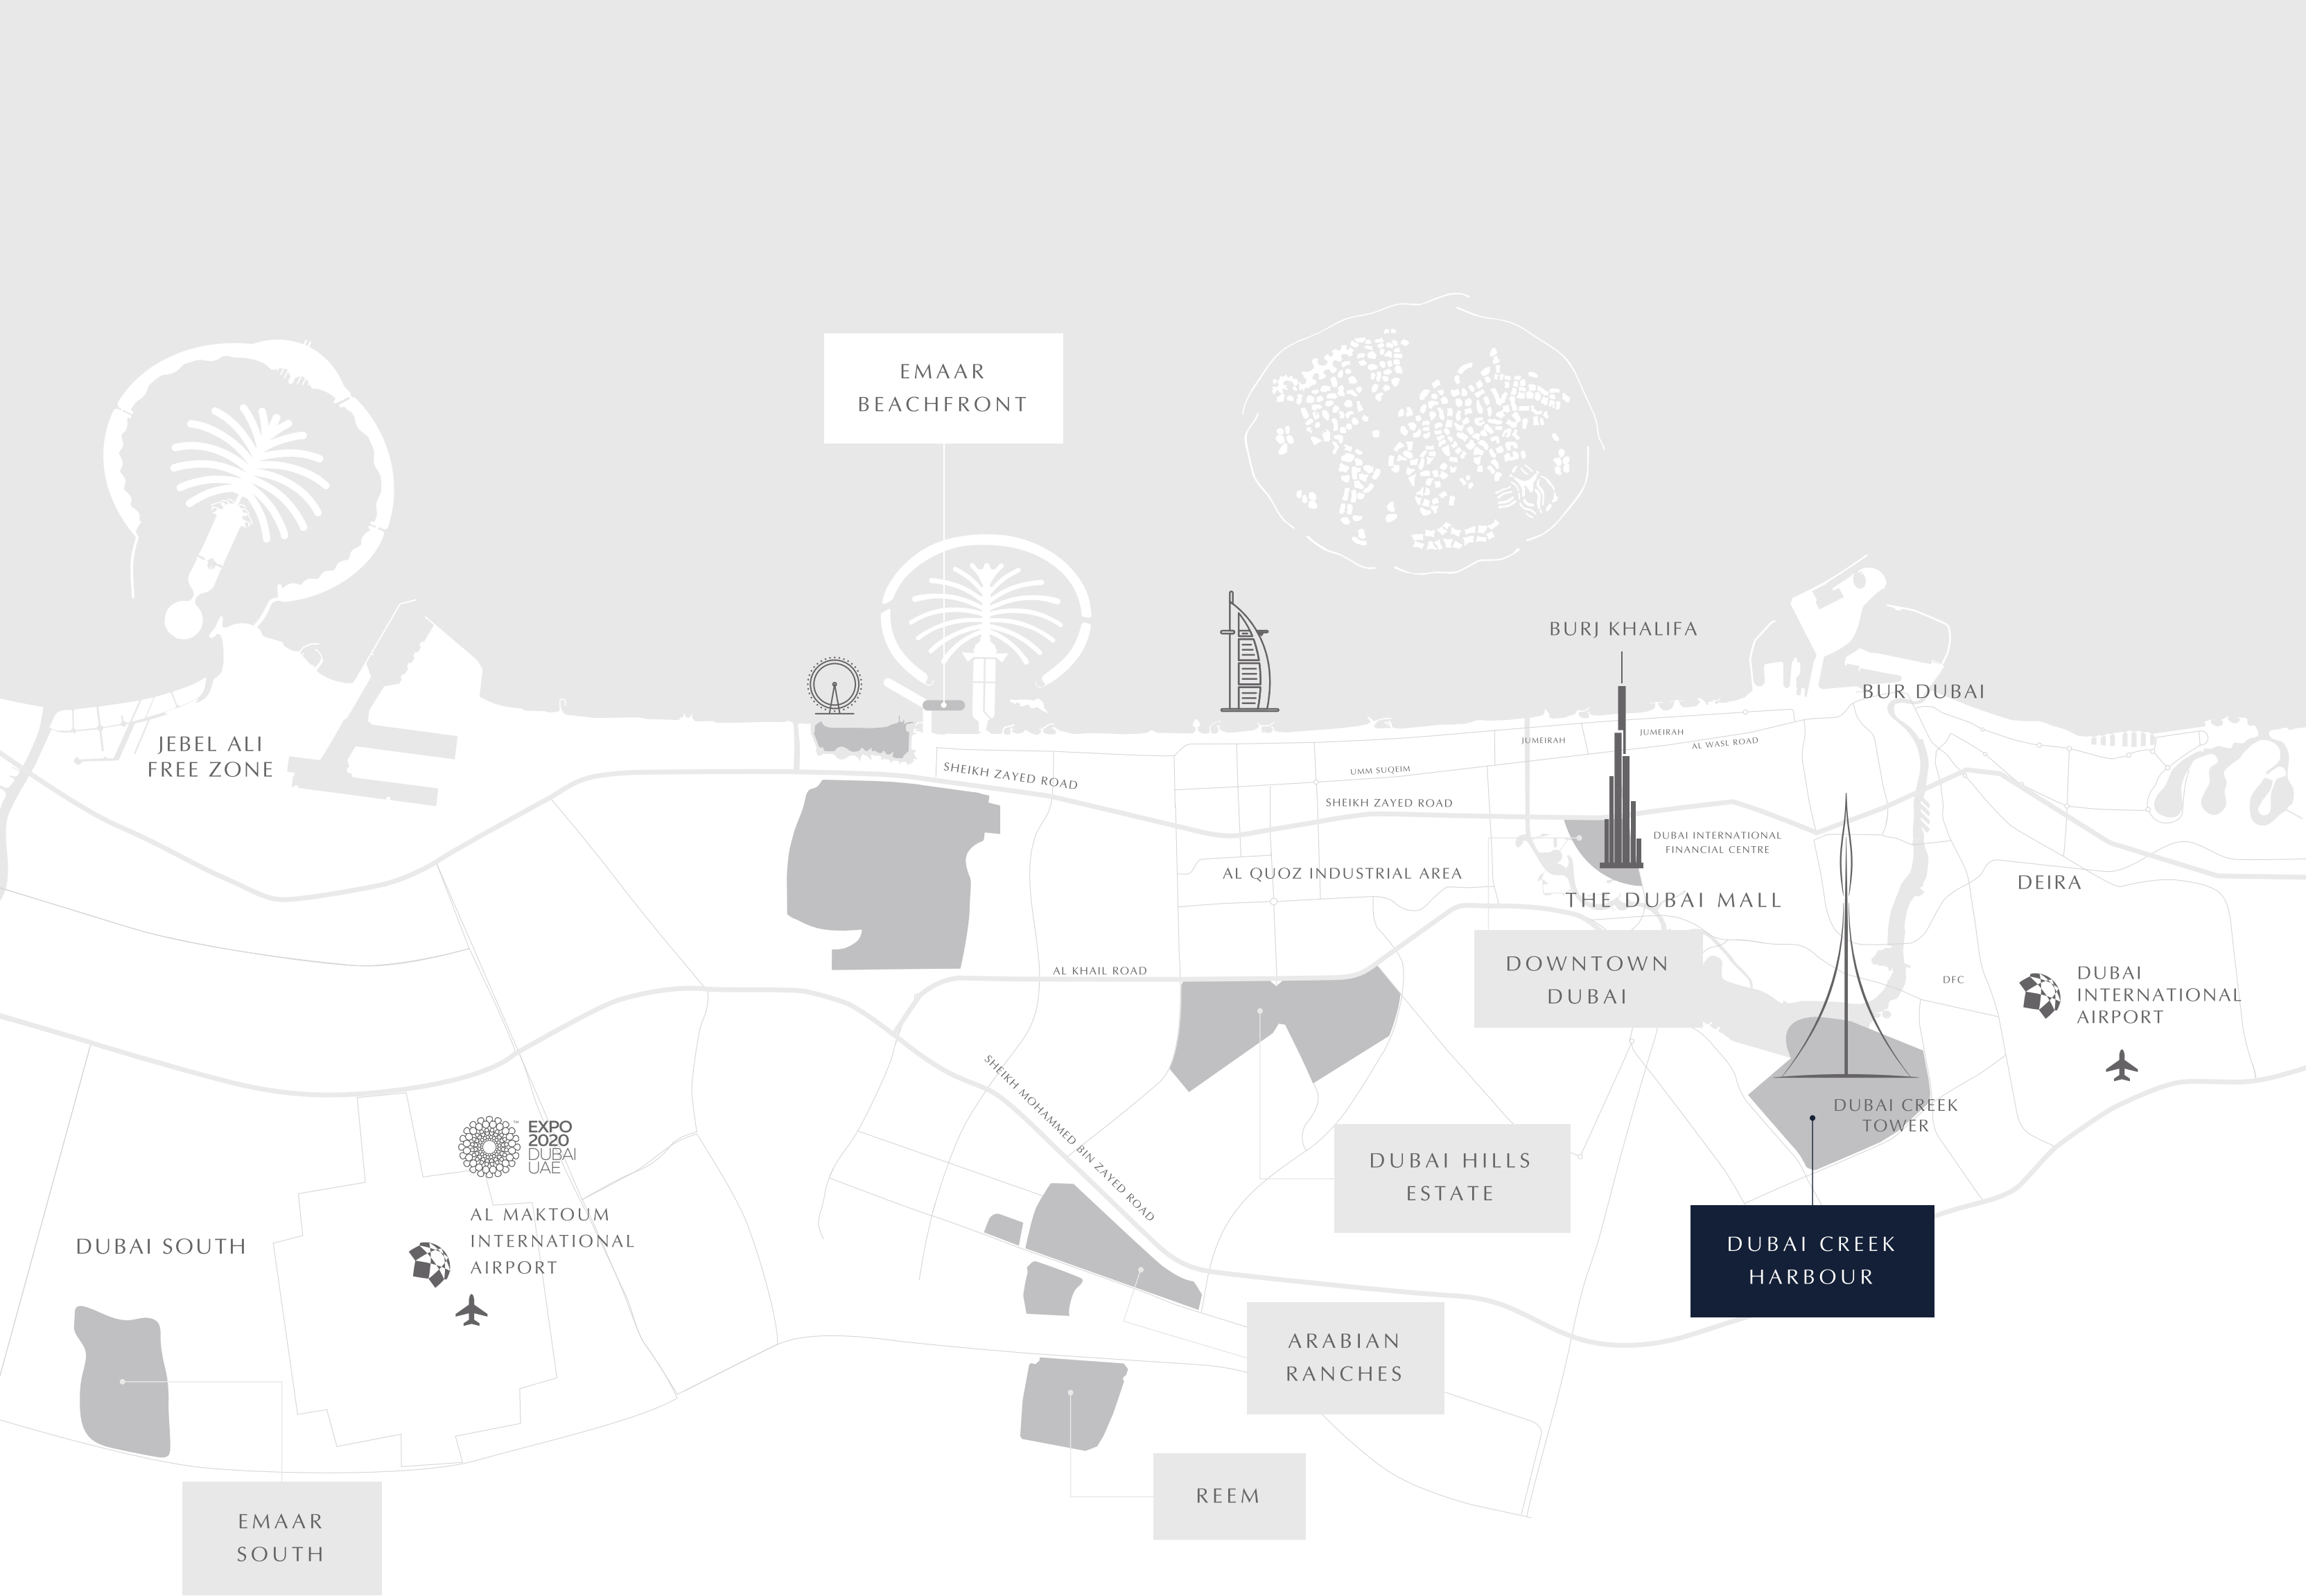 EMAAR
BEACHFRONT
BURJ KHALIFA
BUR DUBAI
JEBEL ALI
FREE ZONE
SHEIKH ZAYED ROAD
UMM SUQEIM
JUMEIRAH
JUMEIRAH
AL WASL ROAD
SHEIKH ZAYED ROAD
DUBAI INTERNATIONAL
FINANCIAL CENTRE
AL QUOZ INDUSTRIAL AREA
THE DUBAI MALL
DEIRA
DOWNTOWN
DUBAI
AL KHAIL ROAD
DFC
DUBAI
INTERNATIONAL
AIRPORT
SHEIKH MOHAMMED BIN ZAYED ROAD
DUBAI CREEK
TOWER
EXPO
2020
DUBAI
UAE
™
DUBAI HILLS
ESTATE
AL MAKTOUM
INTERNATIONAL
AIRPORT
DUBAI SOUTH
DUBAI CREEK
HARBOUR
ARABIAN
RANCHES
REEM
EMAAR
SOUTH